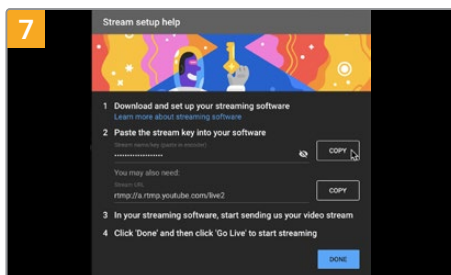 7
Stream setup help
1 Download and set up your streaming software
Learn more about streaming software
2 Paste the stream key into your software
Stream name/key (paste in encoder)
••••••••••••••••••••
COPY
You may also need:
Stream URL
rtmp://a.rtmp.youtube.com/live2
COPY
3 In your streaming software, start sending us your video stream
4 Click 'Done' and then click 'Go Live' to start streaming
DONE